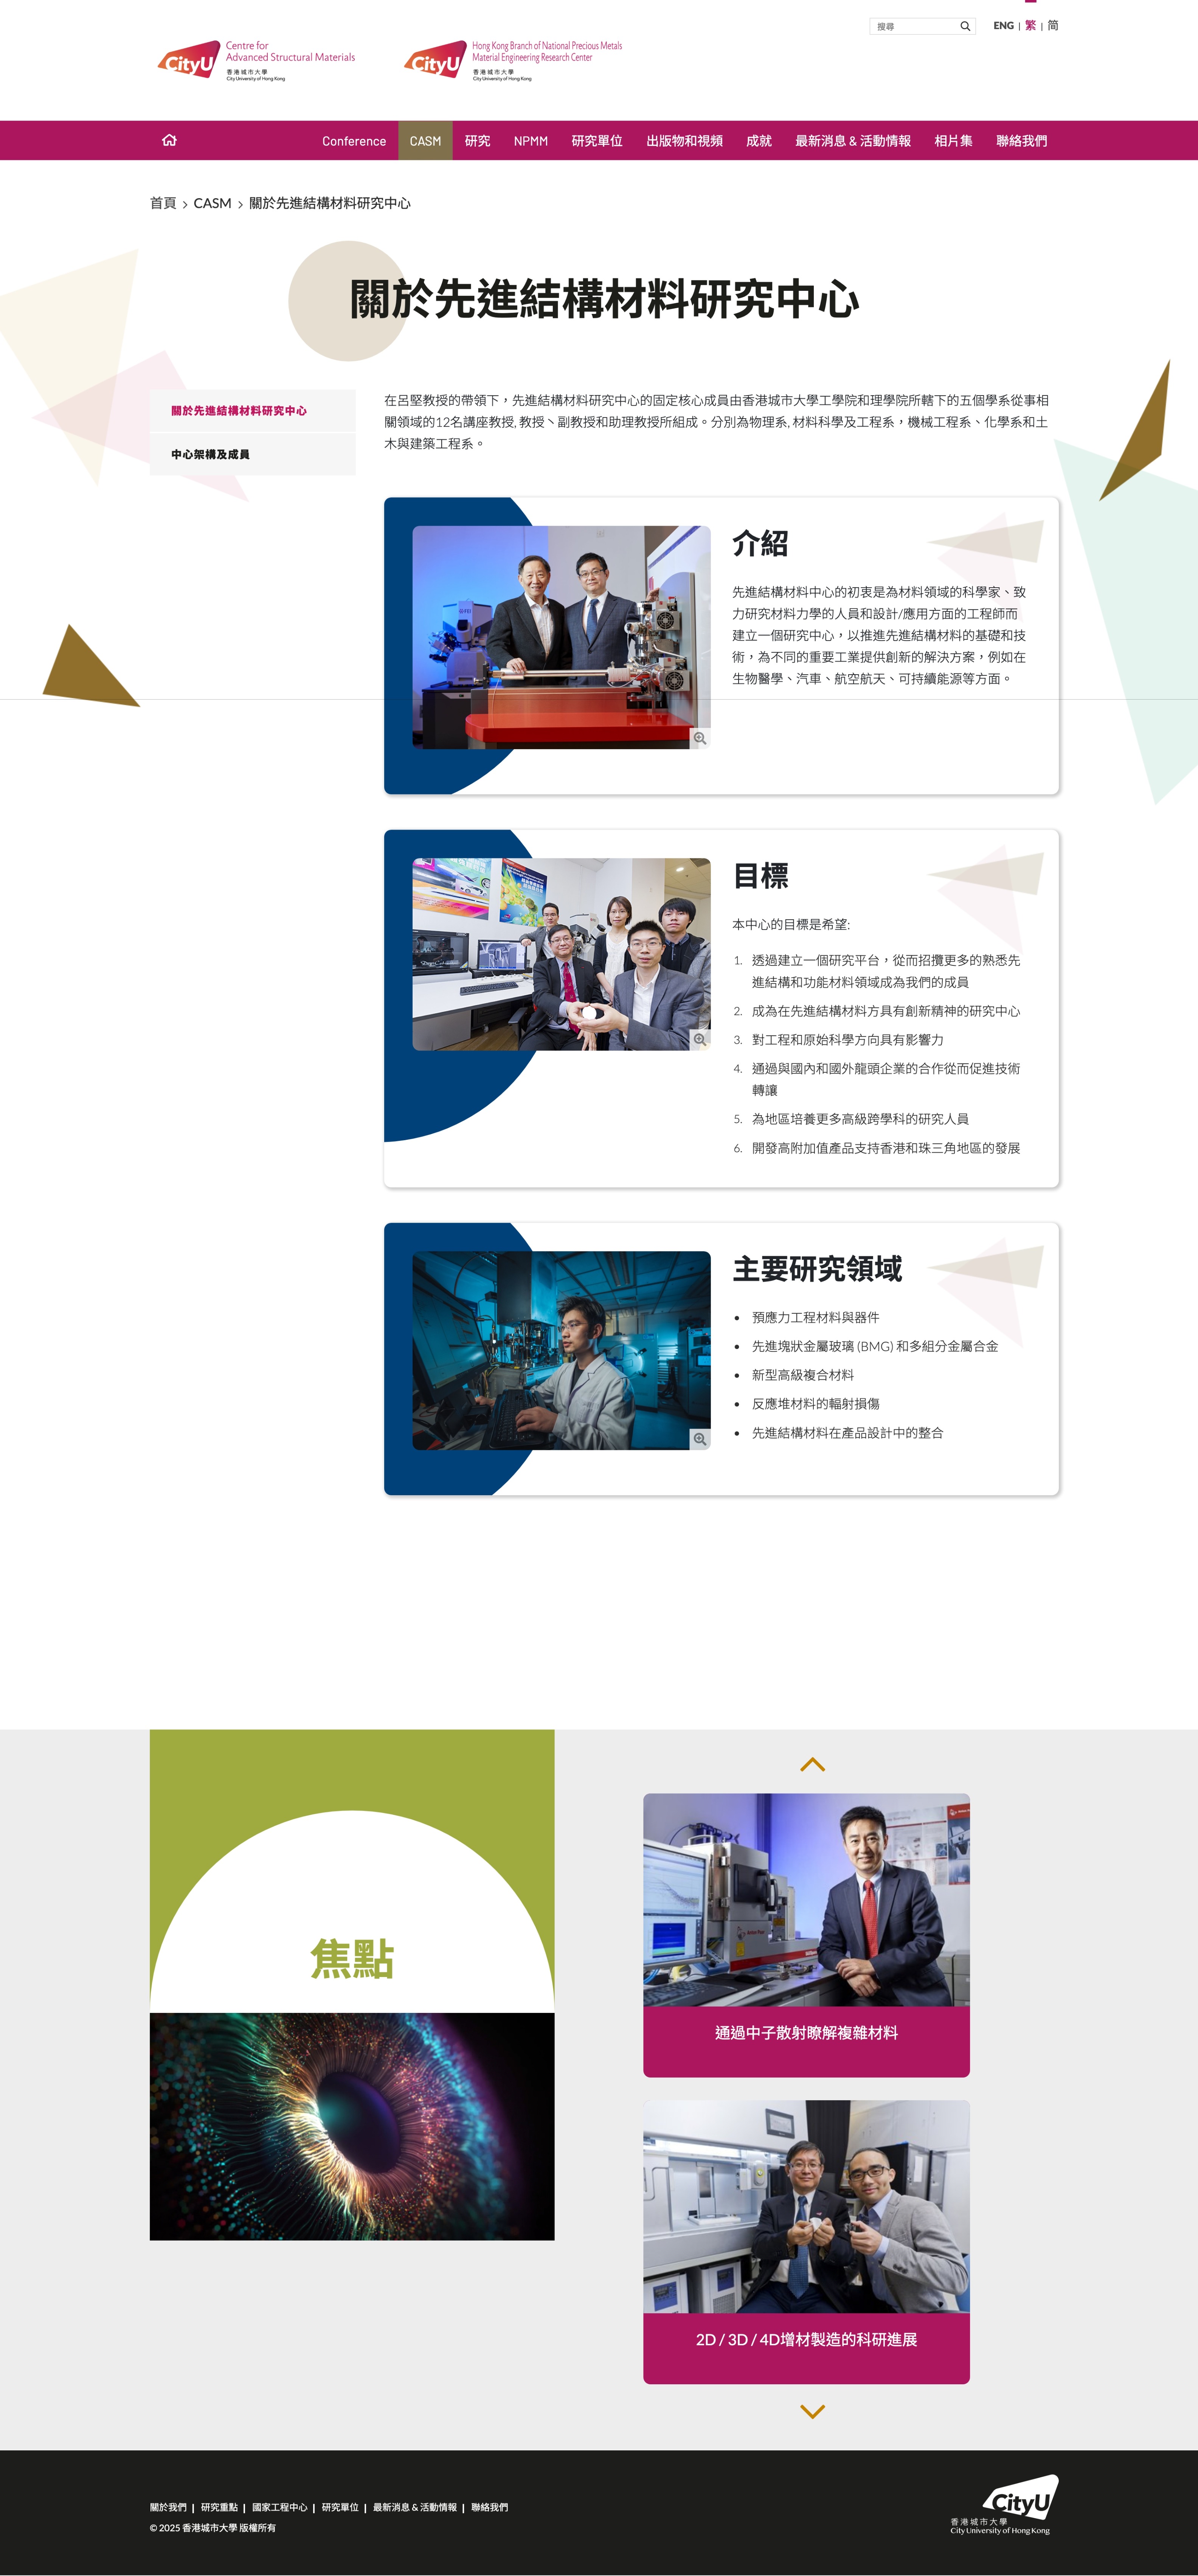 搜尋
ENG | 繁 | 简
CityU
Centre for
Advanced Structural Materials
香港城市大學
City University of Hong Kong
CityU
Hong Kong Branch of National Precious Metals
Material Engineering Research Center
香港城市大學
City University of Hong Kong
Conference CASM 研究 NPMM 研究單位 出版物和視頻 成就 最新消息 & 活動情報 相片集 聯絡我們
首頁 > CASM > 關於先進結構材料研究中心
關於先進結構材料研究中心
關於先進結構材料研究中心
中心架構及成員
在呂堅教授的帶領下，先進結構材料研究中心的固定核心成員由香港城市大學工學院和理學院所轄下的五個學系從事相
關領域的12名講座教授, 教授、副教授和助理教授所組成。分別為物理系, 材料科學及工程系，機械工程系、化學系和土
木與建築工程系。
介紹
先進結構材料中心的初衷是為材料領域的科學家、致
力研究材料力學的人員和設計/應用方面的工程師而
建立一個研究中心，以推進先進結構材料的基礎和技
術，為不同的重要工業提供創新的解決方案，例如在
生物醫學、汽車、航空航天、可持續能源等方面。
目標
本中心的目標是希望:
1. 透過建立一個研究平台，從而招攬更多的熟悉先
進結構和功能材料領域成為我們的成員
2. 成為在先進結構材料方具有創新精神的研究中心
3. 對工程和原始科學方向具有影響力
4. 通過與國內和國外龍頭企業的合作從而促進技術
轉讓
5. 為地區培養更多高級跨學科的研究人員
6. 開發高附加值產品支持香港和珠三角地區的發展
主要研究領域
• 預應力工程材料與器件
• 先進塊狀金屬玻璃 (BMG) 和多組分金屬合金
• 新型高級複合材料
• 反應堆材料的輻射損傷
• 先進結構材料在產品設計中的整合
焦點
通過中子散射瞭解複雜材料
2D / 3D / 4D增材製造的科研進展
關於我們 | 研究重點 | 國家工程中心 | 研究單位 | 最新消息 & 活動情報 | 聯絡我們
© 2025 香港城市大學 版權所有
CityU
香港城市大學
City University of Hong Kong